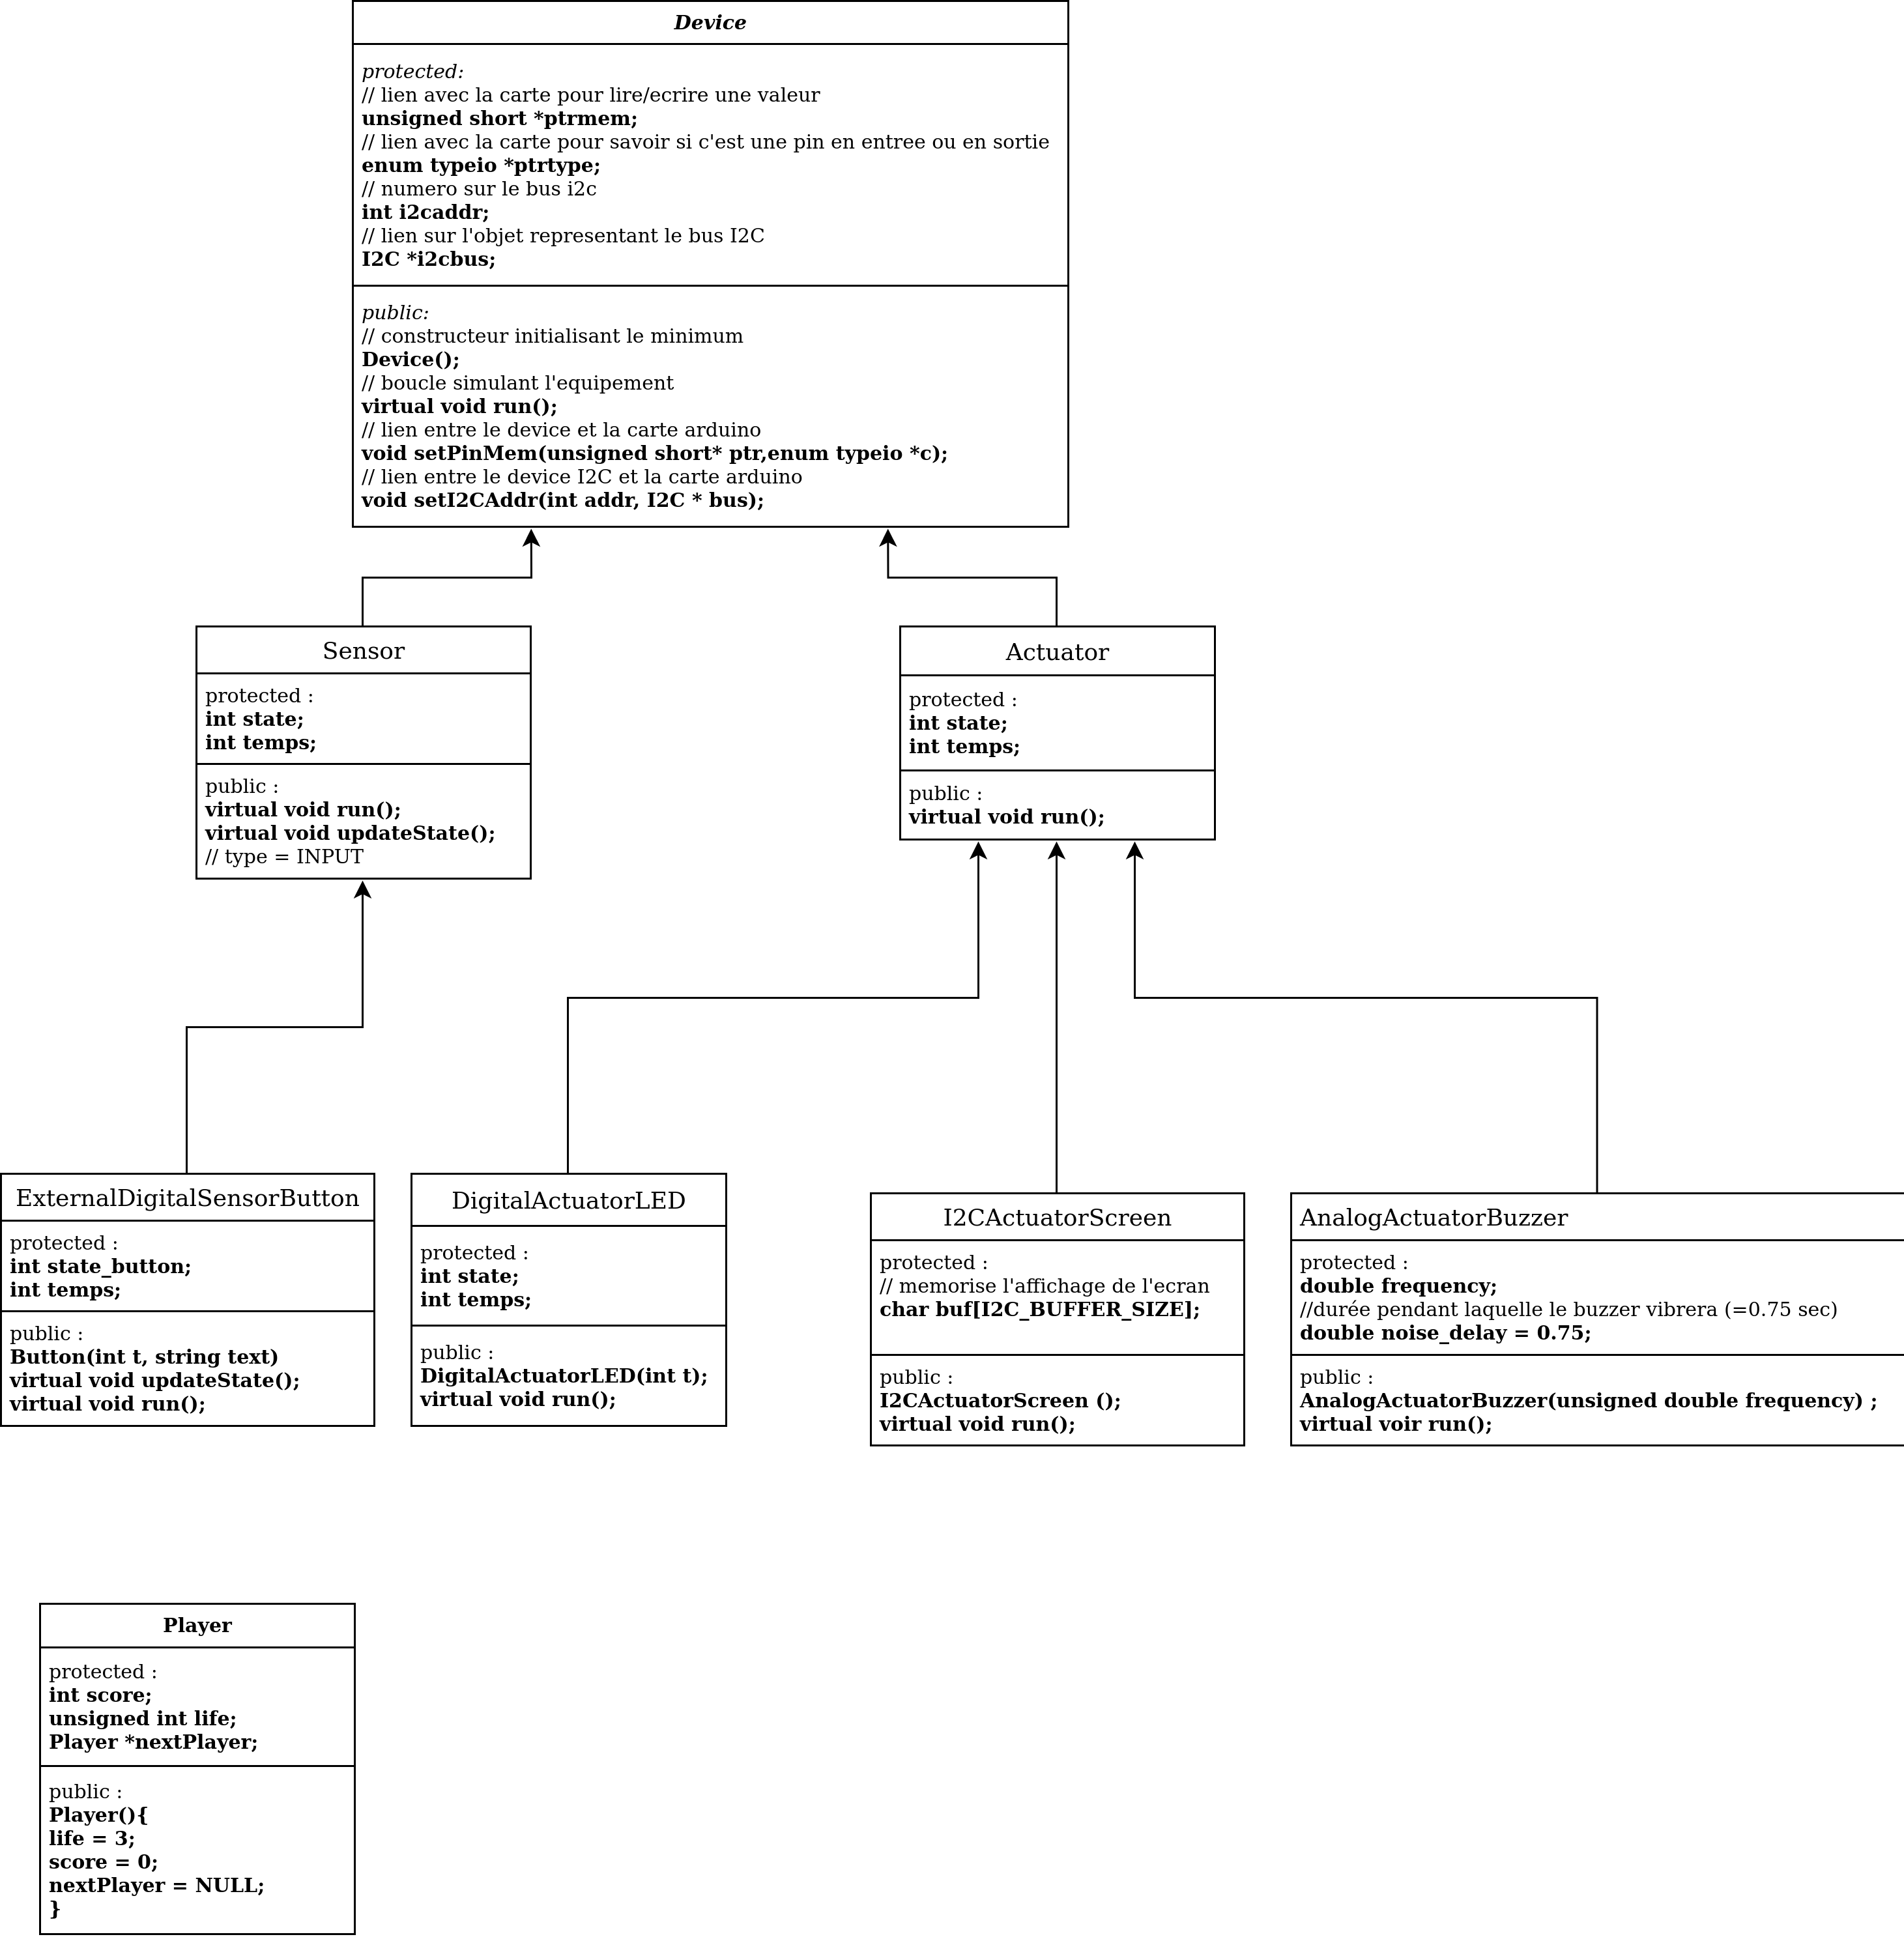 Device
protected:
// lien avec la carte pour lire/ecrire une valeur
unsigned short *ptrmem;
// lien avec la carte pour savoir si c'est une pin en entree ou en sortie
enum typeio *ptrtype;
// numero sur le bus i2c
int i2caddr;
// lien sur l'objet representant le bus I2C
I2C *i2cbus;
public:
// constructeur initialisant le minimum
Device();
// boucle simulant l'equipement
virtual void run();
// lien entre le device et la carte arduino
void setPinMem(unsigned short* ptr,enum typeio *c);
// lien entre le device I2C et la carte arduino
void setI2CAddr(int addr, I2C * bus);
Sensor
protected :
int state;
int temps;
public :
virtual void run();
virtual void updateState();
// type = INPUT
Actuator
protected :
int state;
int temps;
public :
virtual void run();
ExternalDigitalSensorButton
protected :
int state_button;
int temps;
public :
Button(int t, string text)
virtual void updateState();
virtual void run();
DigitalActuatorLED
protected :
int state;
int temps;
public :
DigitalActuatorLED(int t);
virtual void run();
I2CActuatorScreen
protected :
// memorise l'affichage de l'ecran
char buf[I2C_BUFFER_SIZE];
public :
I2CActuatorScreen ();
virtual void run();
AnalogActuatorBuzzer
protected :
double frequency;
//durée pendant laquelle le buzzer vibrera (=0.75 sec)
double noise_delay = 0.75;
public :
AnalogActuatorBuzzer(unsigned double frequency) ;
virtual voir run();
Player
protected :
int score;
unsigned int life;
Player *nextPlayer;
public :
Player(){
life = 3;
score = 0;
nextPlayer = NULL;
}